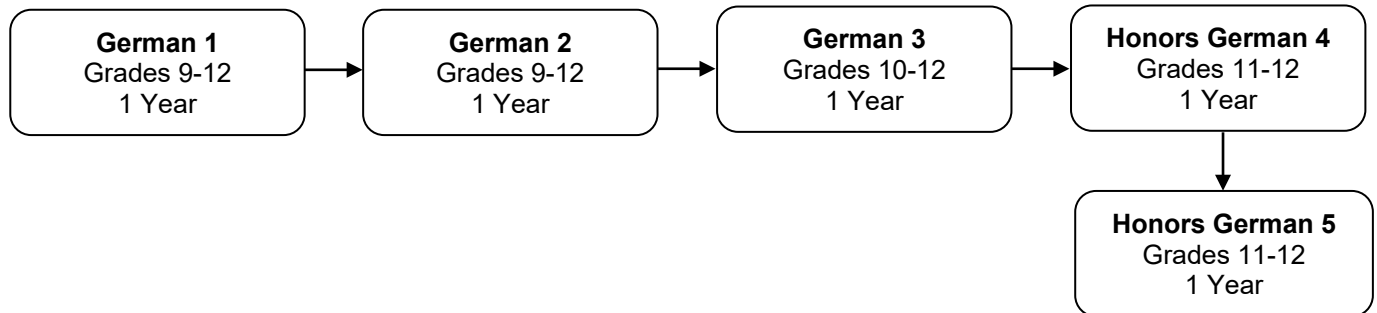 German 1
Grades 9-12
1 Year
German 2
Grades 9-12
1 Year
German 3
Grades 10-12
1 Year
Honors German 4
Grades 11-12
1 Year
Honors German 5
Grades 11-12
1 Year